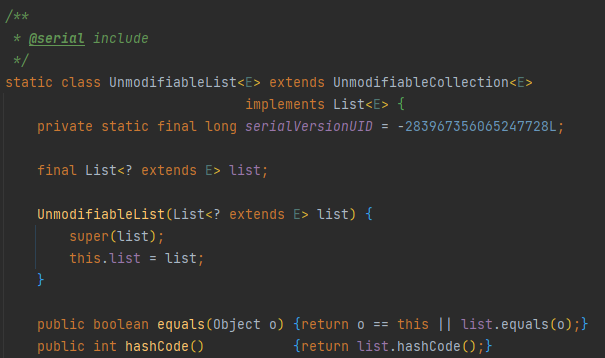 /**
 * @serial include
 */
static class UnmodifiableList<E> extends UnmodifiableCollection<E>
                              implements List<E> {
    private static final long serialVersionUID = -283967356065247728L;

    final List<? extends E> list;

    UnmodifiableList(List<? extends E> list) {
        super(list);
        this.list = list;
    }

    public boolean equals(Object o) {return o == this || list.equals(o);}
    public int hashCode()           {return list.hashCode();}